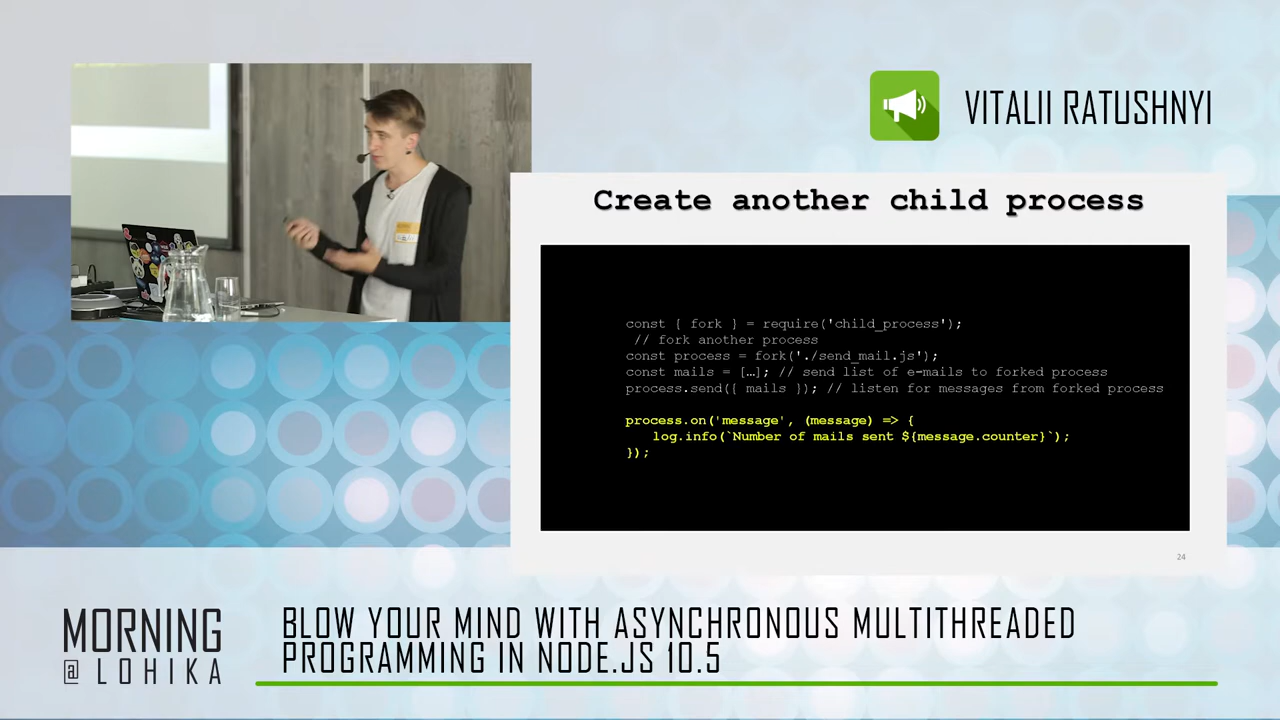 VITALII RATUSHNYI
Create another child process
const { fork } = require('child_process');
// fork another process
const process = fork('./send_mail.js');
const mails = […]; // send list of e-mails to forked process
process.send({ mails }); // listen for messages from forked process
process.on('message', (message) => {
log.info(`Number of mails sent ${message.counter}`);
});
24
MORNING
@ LOHIKA
BLOW YOUR MIND WITH ASYNCHRONOUS MULTITHREADED
PROGRAMMING IN NODE.JS 10.5